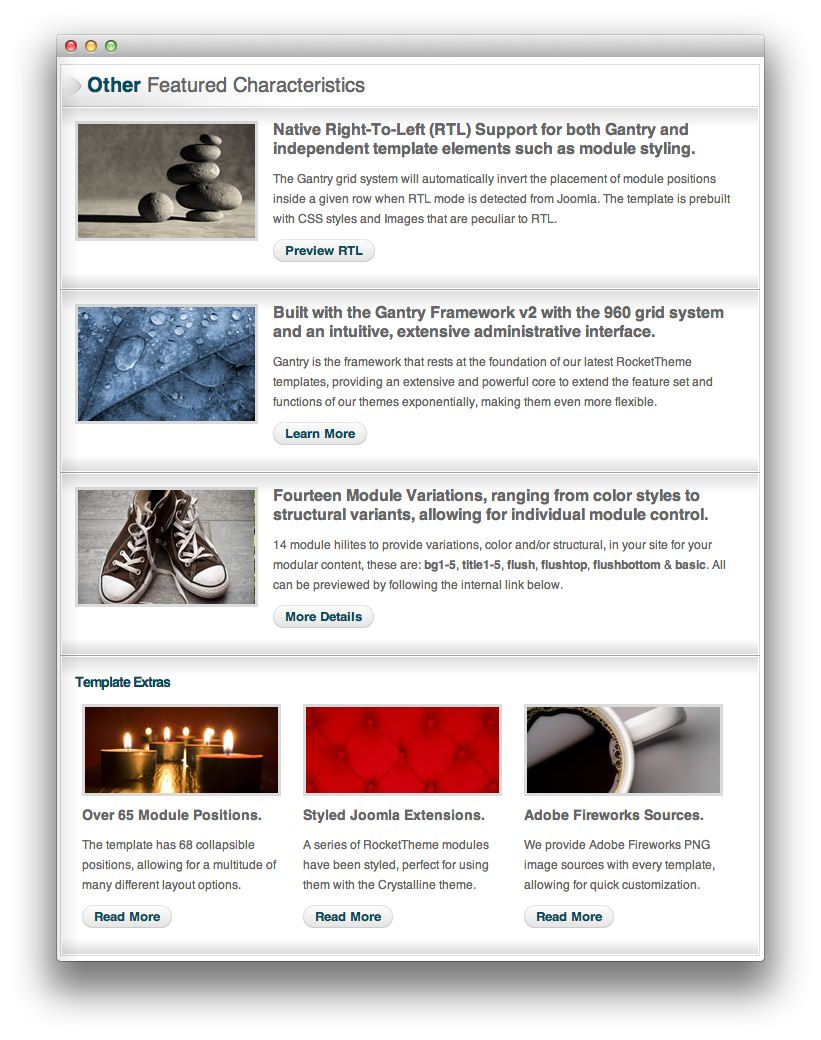 Other Featured Characteristics
Native Right-To-Left (RTL) Support for both Gantry and
independent template elements such as module styling.
The Gantry grid system will automatically invert the placement of module positions
inside a given row when RTL mode is detected from Joomla. The template is prebuilt
with CSS styles and Images that are peculiar to RTL.
Preview RTL
Built with the Gantry Framework v2 with the 960 grid system
and an intuitive, extensive administrative interface.
Gantry is the framework that rests at the foundation of our latest RocketTheme
templates, providing an extensive and powerful core to extend the feature set and
functions of our themes exponentially, making them even more flexible.
Learn More
Fourteen Module Variations, ranging from color styles to
structural variants, allowing for individual module control.
14 module hilites to provide variations, color and/or structural, in your site for your
modular content, these are: bg1-5, title1-5, flush, flushtop, flushbottom & basic. All
can be previewed by following the internal link below.
More Details
Template Extras
Over 65 Module Positions.
The template has 68 collapsible
positions, allowing for a multitude of
many different layout options.
Read More
Styled Joomla Extensions.
A series of RocketTheme modules
have been styled, perfect for using
them with the Crystalline theme.
Read More
Adobe Fireworks Sources.
We provide Adobe Fireworks PNG
image sources with every template,
allowing for quick customization.
Read More